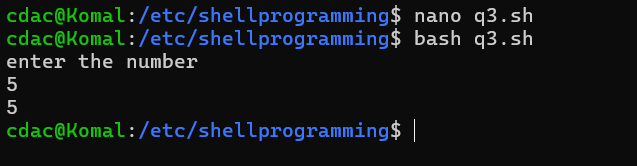 cdac@Komal:/etc/shellprogramming$ nano q3.sh
cdac@Komal:/etc/shellprogramming$ bash q3.sh
enter the number
5
5
cdac@Komal:/etc/shellprogramming$